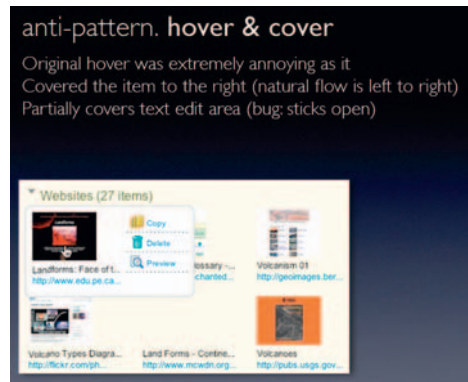 anti-pattern. hover & cover
Original hover was extremely annoying as it
Covered the item to the right (natural flow is left to right)
Partially covers text edit area (bug: sticks open)
Websites (27 items)
Landforms
Copy
Delete
Preview
Landforms: Face of t...
http://www.edu.pe.ca...
lossary -...
chanted...
Volcanism 01
http://geoimages.ber...
Volcano Types Diagra...
http://flickr.com/ph...
Land Forms - Contine...
http://www.mcwdn.org...
Volcanoes
http://pubs.usgs.gov...